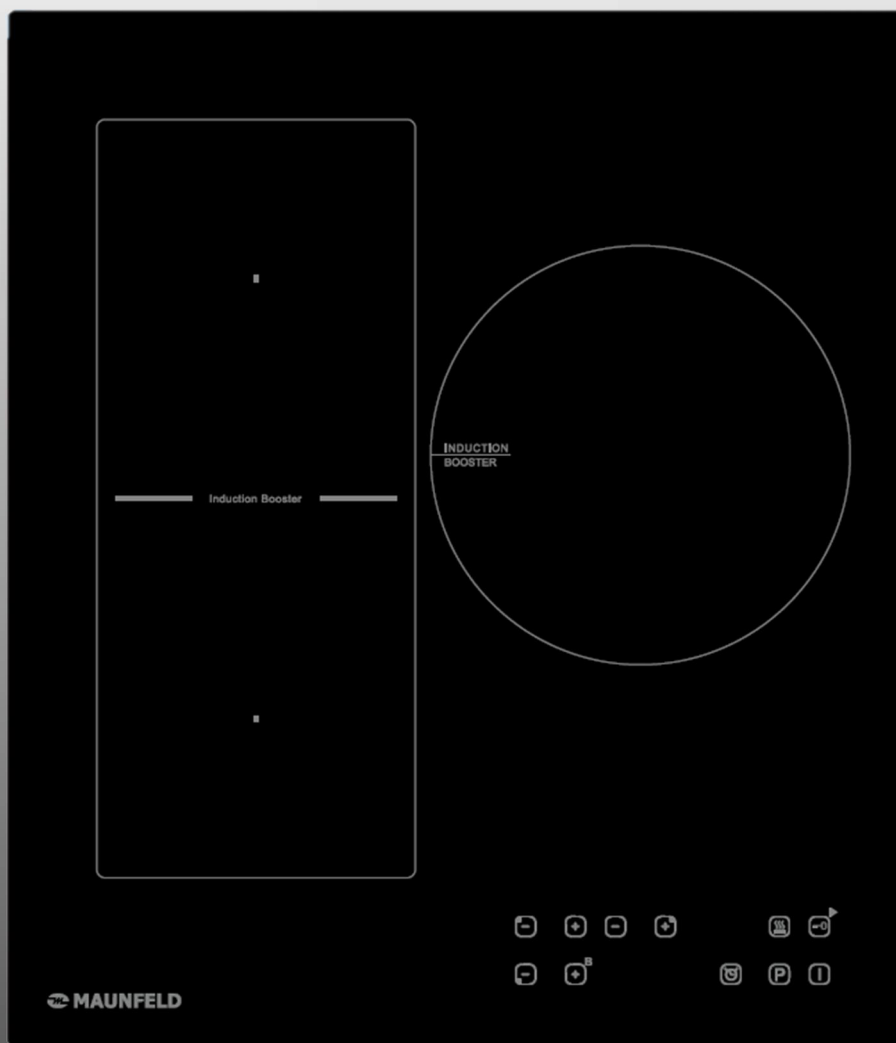 INDUCTION
BOOSTER
Induction Booster
B
P
MAUNFELD